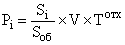 Pᵢ = Sᵢ/Sоб × V × Tотх